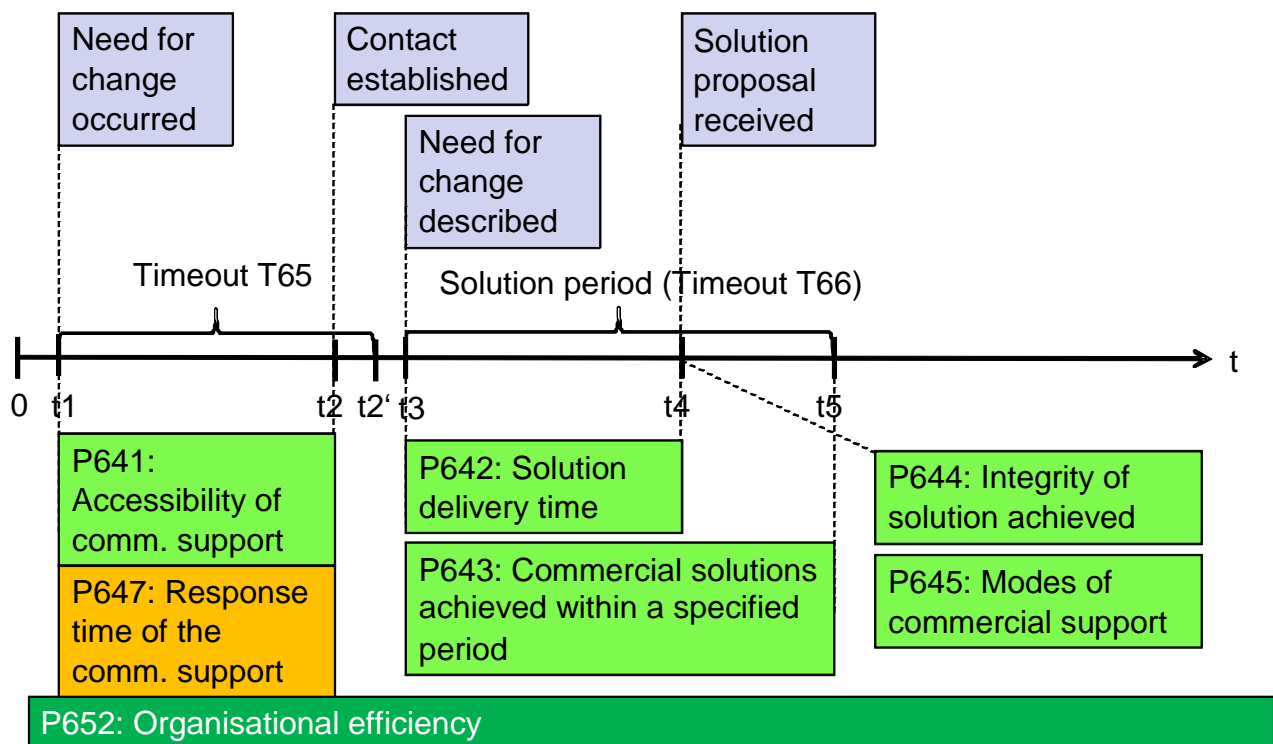 Need for
change
occurred
Contact
established
Solution
proposal
received
Need for
change
described
Timeout T65
Solution period (Timeout T66)
t
0
t1
t2
t2‘
t3
t4
t5
P641:
Accessibility of
comm. support
P642: Solution
delivery time
P644: Integrity of
solution achieved
P647: Response
time of the
comm. support
P643: Commercial solutions
achieved within a specified
period
P645: Modes of
commercial support
P652: Organisational efficiency